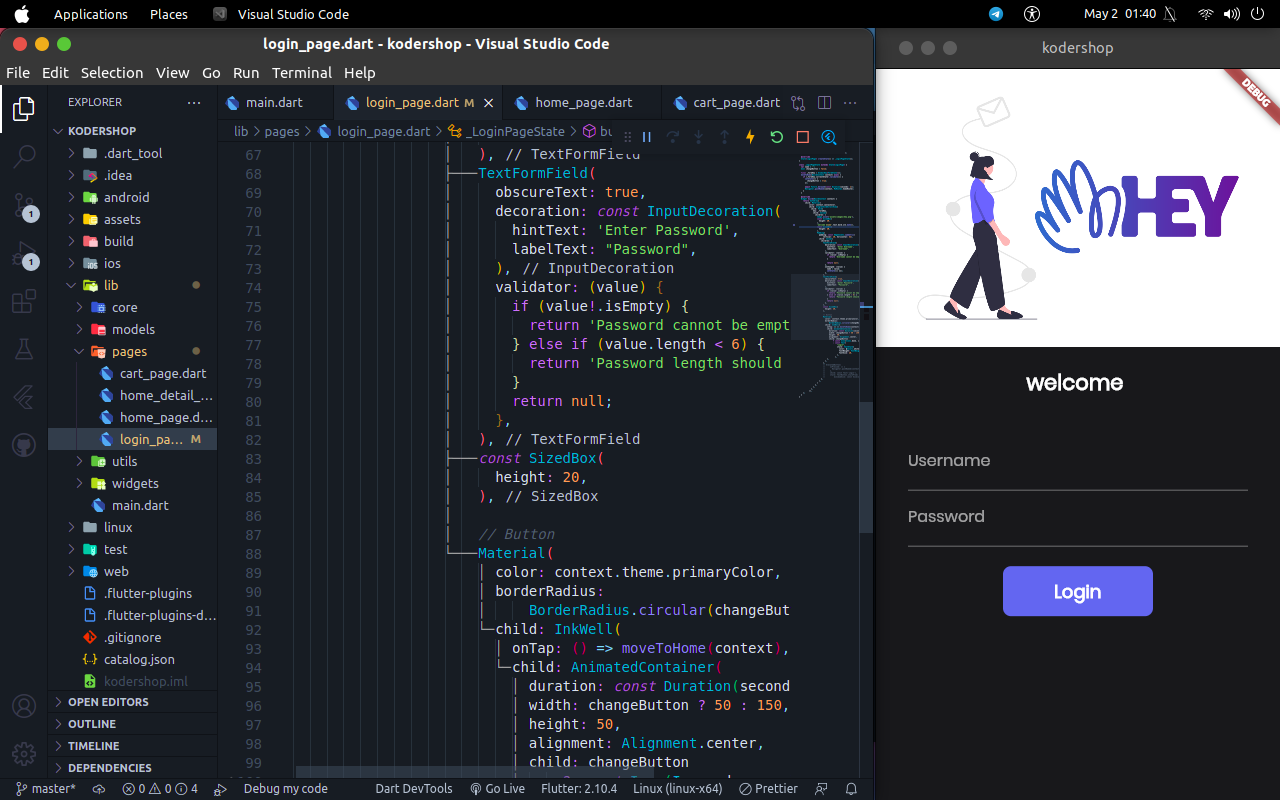 Applications Places Visual Studio Code May 2 01:40
login_page.dart - kodershop - Visual Studio Code
File Edit Selection View Go Run Terminal Help
EXPLORER
KODERSHOP
.dart_tool
.idea
android
assets
build
ios
lib
core
models
pages
cart_page.dart
home_detail_...
home_page.d...
login_pa... M
utils
widgets
main.dart
linux
test
web
.flutter-plugins
.flutter-plugins-d...
.gitignore
catalog.json
kodershop.iml
OPEN EDITORS
OUTLINE
TIMELINE
DEPENDENCIES
1
1
main.dart login_page.dart M home_page.dart cart_page.dart
lib > pages > login_page.dart > _LoginPageState > bu
67 ), // TextFormField
68 TextFormField(
69 obscureText: true,
70 decoration: const InputDecoration(
71 hintText: 'Enter Password',
72 labelText: "Password",
73 ), // InputDecoration
74 validator: (value) {
75 if (value!.isEmpty) {
76 return 'Password cannot be empt
77 } else if (value.length < 6) {
78 return 'Password length should
79 }
80 return null;
81 },
82 ), // TextFormField
83 const SizedBox(
84 height: 20,
85 ), // SizedBox
86
87 // Button
88 Material(
89 color: context.theme.primaryColor,
90 borderRadius:
91 BorderRadius.circular(changeBut
92 child: InkWell(
93 onTap: () => moveToHome(context),
94 child: AnimatedContainer(
95 duration: const Duration(second
96 width: changeButton ? 50 : 150,
97 height: 50,
98 alignment: Alignment.center,
99 child: changeButton
master* 0 0 4 Debug my code Dart DevTools Go Live Flutter: 2.10.4 Linux (linux-x64) Prettier
kodershop
DEBUG
HEY
welcome
Username
Password
Login